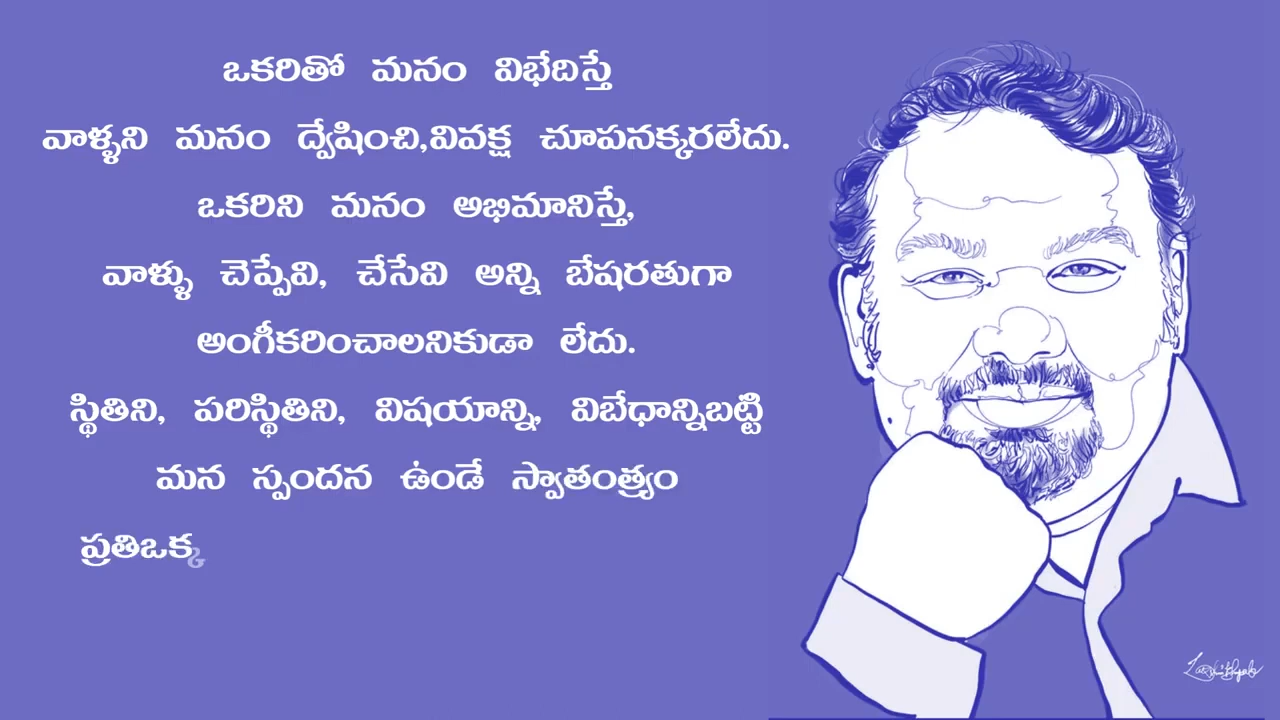 ఒకరితో మనం విభేదిస్తే
వాళ్ళని మనం ద్వేషించి,వివక్ష చూపనక్కరలేదు.
ఒకరిని మనం అభిమానిస్తే,
వాళ్ళు చెప్పేవి, చేసేవి అన్ని బేషరతుగా
అంగీకరించాలనికుడా లేదు.
స్థితిని, పరిస్థితిని, విషయాన్ని, విబేధాన్నిబట్టి
మన స్పందన ఉండే స్వాతంత్ర్యం
ప్రతిఒక్క